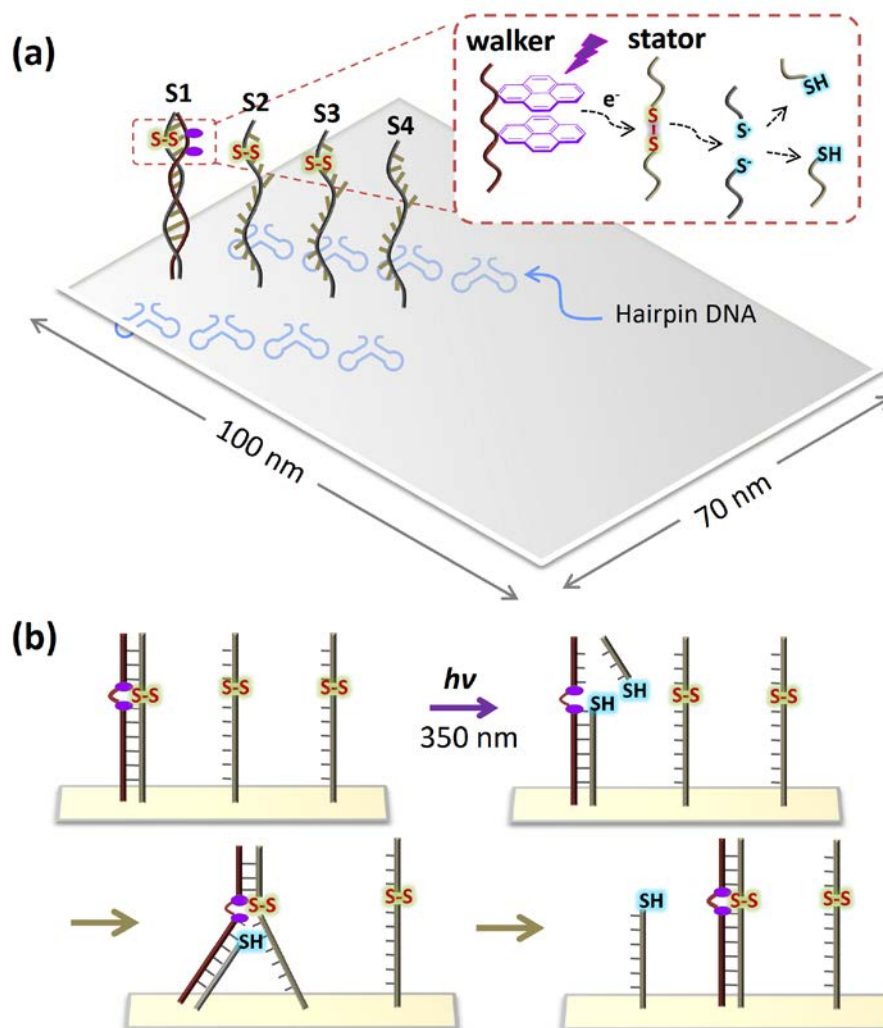 (a)
walker
stator
S1
S2
S3
S4
S-S
S-S
S-S
e-
S
S
S·
S-
SH
SH
Hairpin DNA
100 nm
70 nm
(b)
S-S
S-S
S-S
hν
350 nm
SH
SH
S-S
S-S
S-S
SH
S-S
SH
S-S
S-S